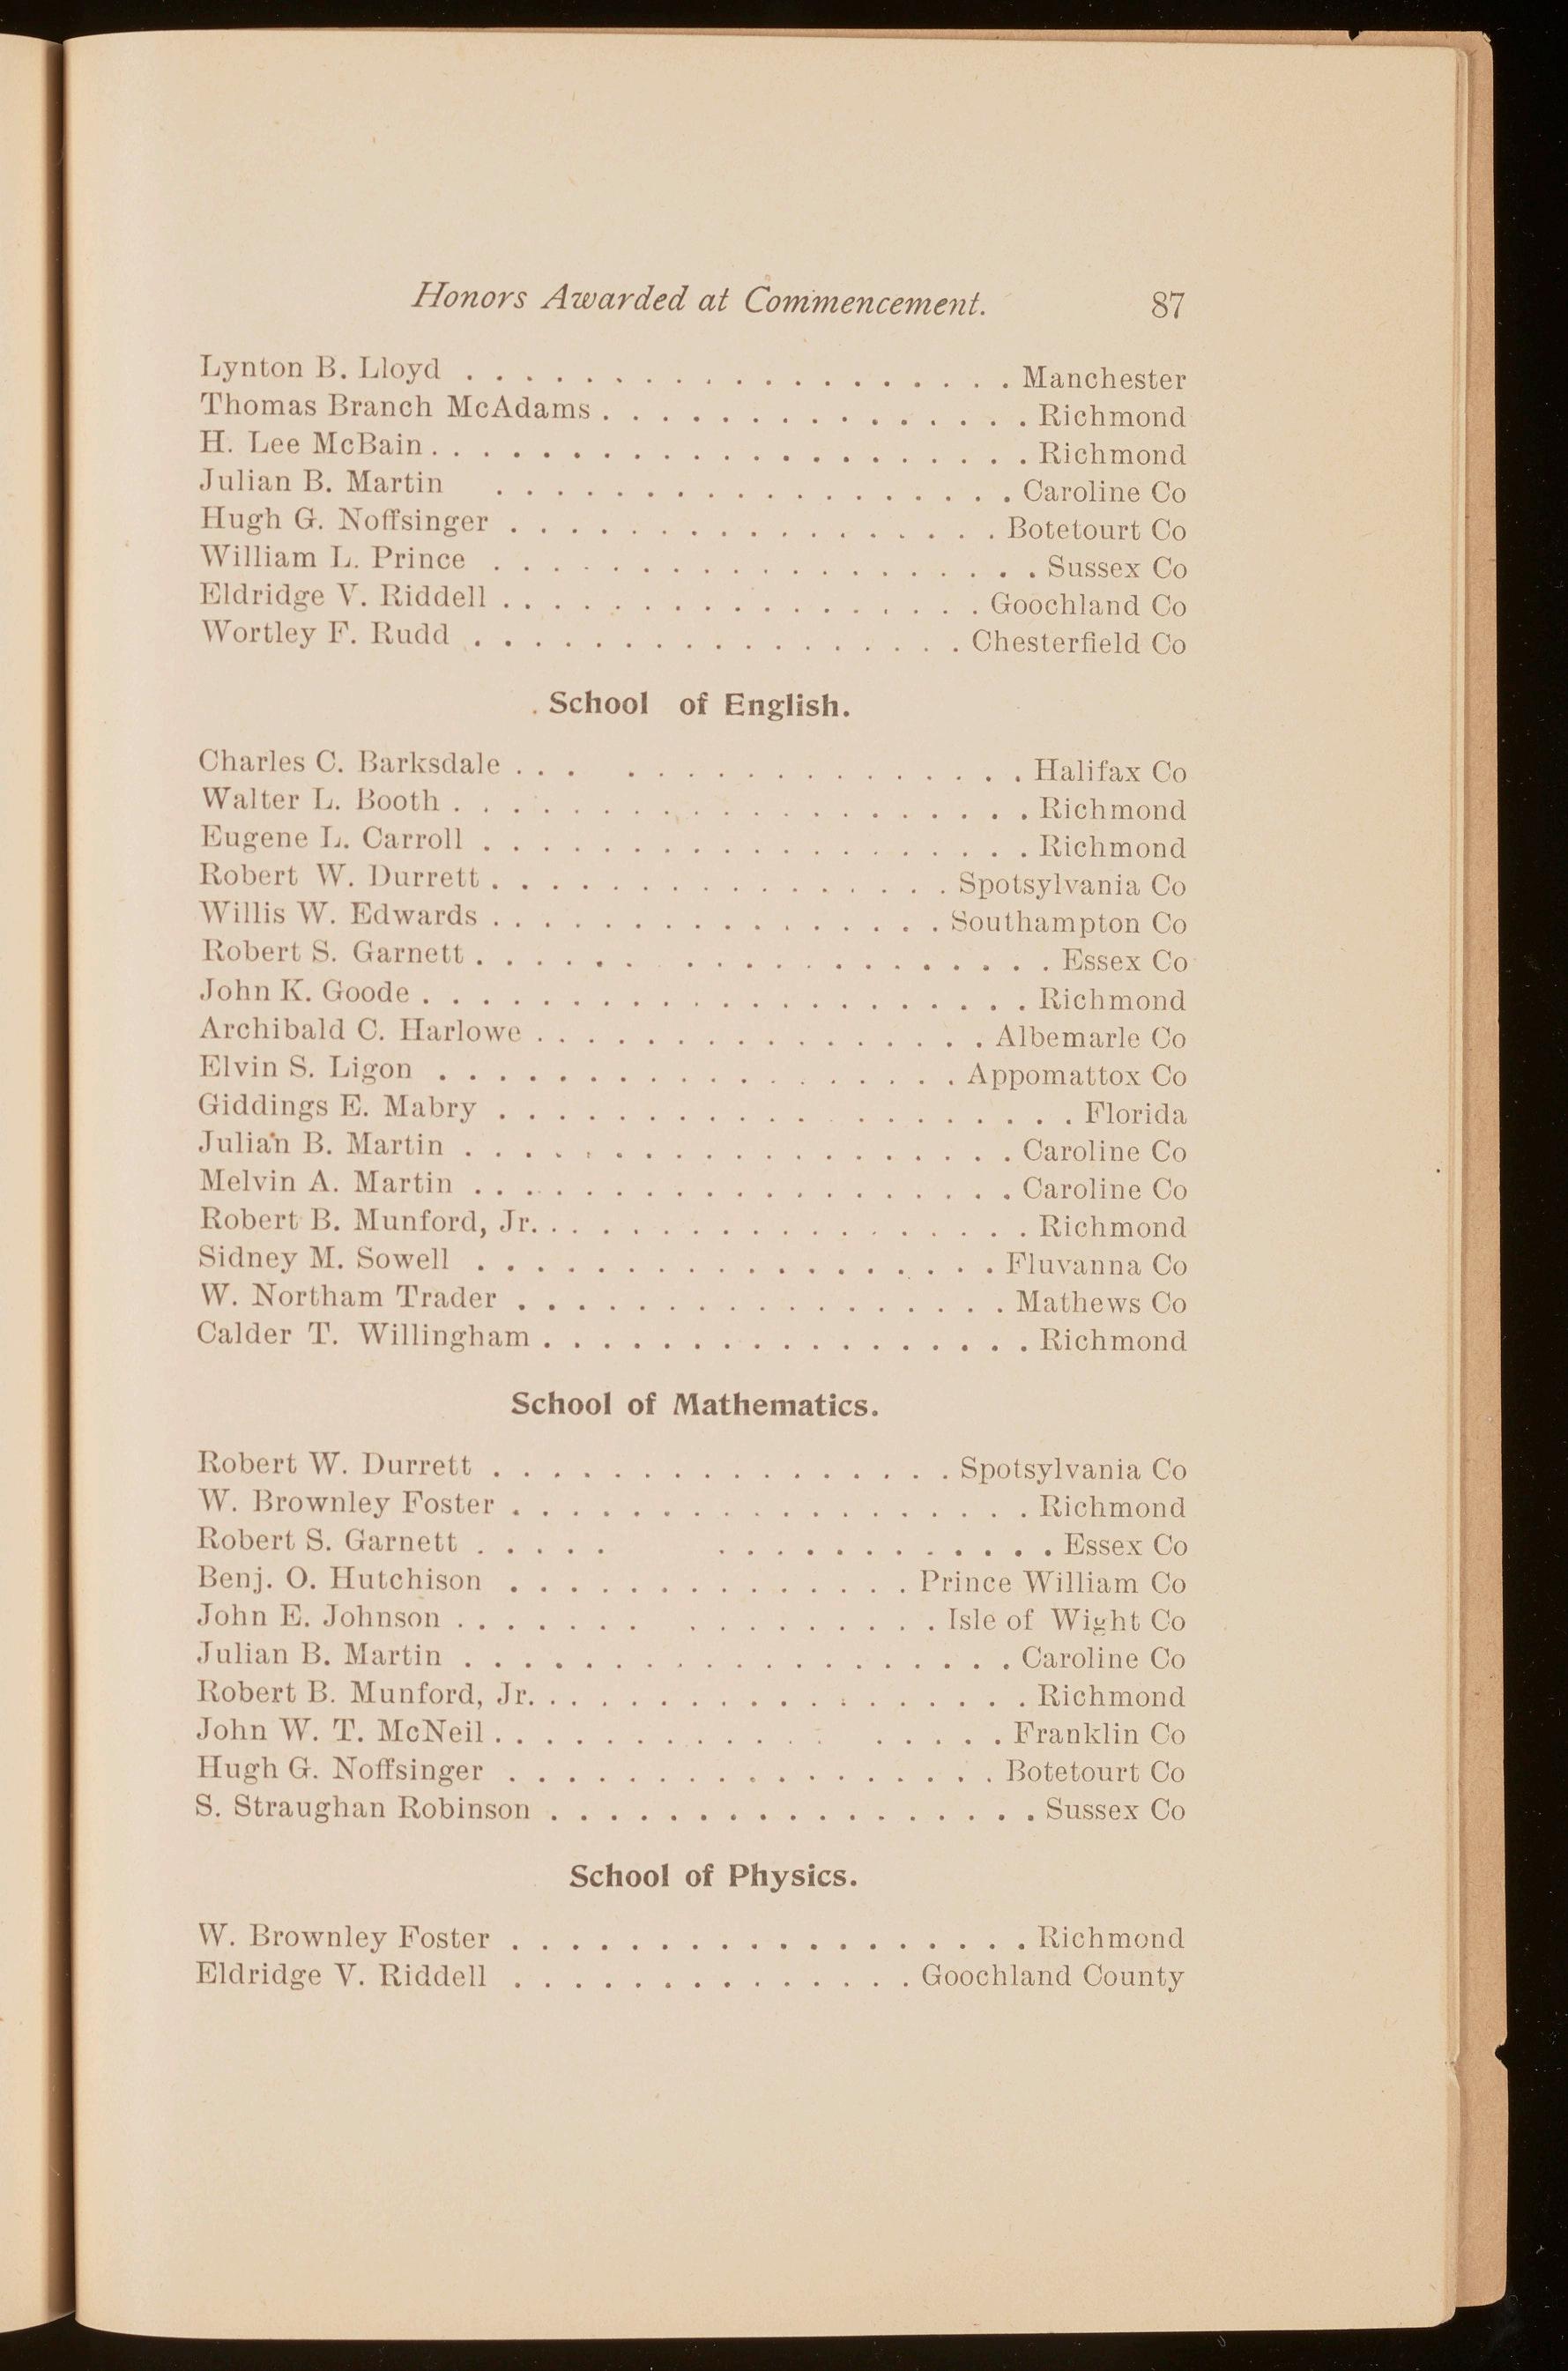 Honors Awarded at Commencement. 87
Lynton B. Lloyd . . . . . . . . . . . . . . . . . . . Manchester
Thomas Branch McAdams . . . . . . . . . . . . . . . Richmond
H. Lee McBain . . . . . . . . . . . . . . . . . . . . . Richmond
Julian B. Martin . . . . . . . . . . . . . . . . . . Caroline Co
Hugh G. Noffsinger . . . . . . . . . . . . . . . . . Botetourt Co
William L. Prince . . . . . . . . . . . . . . . . . . . Sussex Co
Eldridge V. Riddell . . . . . . . . . . . . . . . . . Goochland Co
Wortley F. Rudd . . . . . . . . . . . . . . . . . Chesterfield Co
School of English.
Charles C. Barksdale . . . . . . . . . . . . . . . . . Halifax Co
Walter L. Booth . . . . . . . . . . . . . . . . . . . . Richmond
Eugene L. Carroll . . . . . . . . . . . . . . . . . . . Richmond
Robert W. Durrett . . . . . . . . . . . . . . . . Spotsylvania Co
Willis W. Edwards . . . . . . . . . . . . . . . . Southampton Co
Robert S. Garnett . . . . . . . . . . . . . . . . . . . Essex Co
John K. Goode . . . . . . . . . . . . . . . . . . . . . Richmond
Archibald C. Harlowe . . . . . . . . . . . . . . . . Albemarle Co
Elvin S. Ligon . . . . . . . . . . . . . . . . . . Appomattox Co
Giddings E. Mabry . . . . . . . . . . . . . . . . . . . . Florida
Julian B. Martin . . . . . . . . . . . . . . . . . . . Caroline Co
Melvin A. Martin . . . . . . . . . . . . . . . . . . . Caroline Co
Robert B. Munford, Jr. . . . . . . . . . . . . . . . . . Richmond
Sidney M. Sowell . . . . . . . . . . . . . . . . . . Fluvanna Co
W. Northam Trader . . . . . . . . . . . . . . . . . Mathews Co
Calder T. Willingham . . . . . . . . . . . . . . . . . Richmond
School of Mathematics.
Robert W. Durrett . . . . . . . . . . . . . . . . Spotsylvania Co
W. Brownley Foster . . . . . . . . . . . . . . . . . . Richmond
Robert S. Garnett . . . . . . . . . . . . . . . . . Essex Co
Benj. O. Hutchison . . . . . . . . . . . . . . Prince William Co
John E. Johnson . . . . . . . . . . . . . . . . Isle of Wight Co
Julian B. Martin . . . . . . . . . . . . . . . . . . . Caroline Co
Robert B. Munford, Jr. . . . . . . . . . . . . . . . . . Richmond
John W. T. McNeil . . . . . . . . . . . . . . . . . Franklin Co
Hugh G. Noffsinger . . . . . . . . . . . . . . . . . Botetourt Co
S. Straughan Robinson . . . . . . . . . . . . . . . . . Sussex Co
School of Physics.
W. Brownley Foster . . . . . . . . . . . . . . . . . . Richmond
Eldridge V. Riddell . . . . . . . . . . . . . . Goochland County